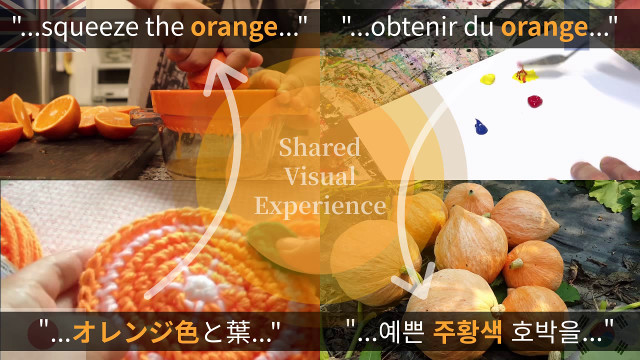 "...squeeze the orange..."
"...obtenir du orange..."
Shared
Visual
Experience
"...オレンジ色と葉..."
"...예쁜 주황색 호박을..."